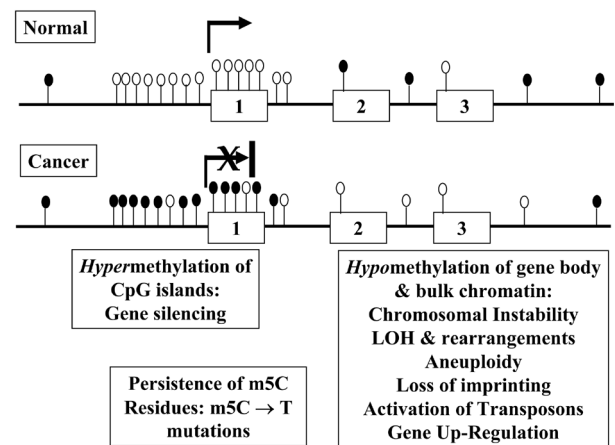 Normal
1
2
3
Cancer
X
1
2
3
Hypermethylation of
CpG islands:
Gene silencing
Hypomethylation of gene body
& bulk chromatin:
Chromosomal Instability
LOH & rearrangements
Aneuploidy
Loss of imprinting
Activation of Transposons
Gene Up-Regulation
Persistence of m5C
Residues: m5C → T
mutations